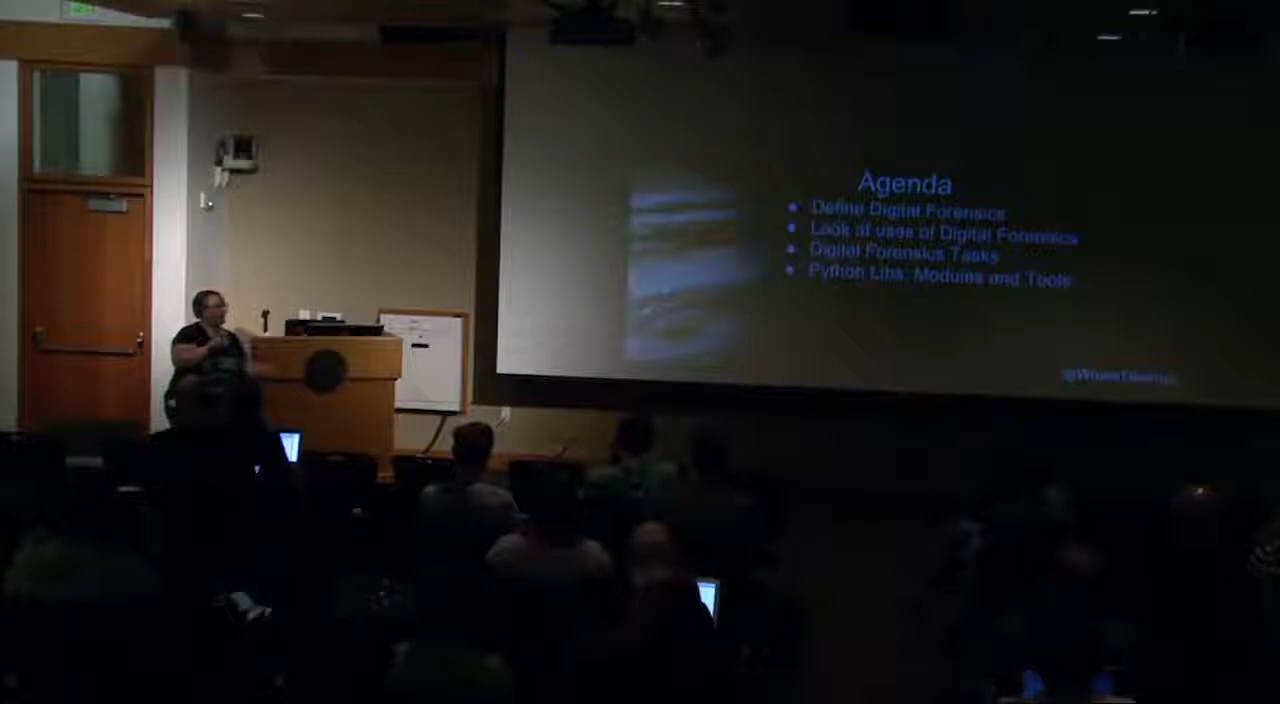 Agenda
• Define Digital Forensics
• Look at uses of Digital Forensics
• Digital Forensics Tasks
• Python Libs, Modules and Tools